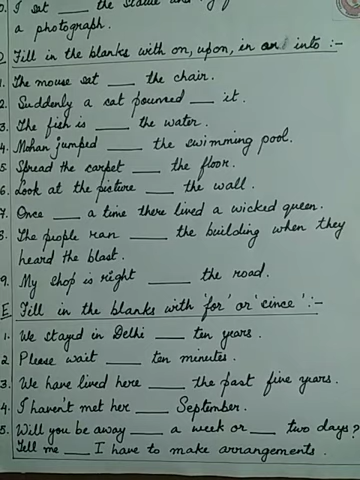 0. I sat ____ the statue
a photograph.
D Fill in the blanks with on, upon, in or into :-
1. The mouse sat ___ the chair.
2. Suddenly a cat pounced ___ it.
3. The fish is ___ the water.
4. Mohan jumped ___ the swimming pool.
5. Spread the carpet ___ the floor.
6. Look at the picture ___ the wall.
7. Once ___ a time there lived a wicked queen.
8. The people ran ___ the building when they
heard the blast.
9. My shop is right ____ the road.
E Fill in the blanks with 'for' or 'since' :-
1. We stayed in Delhi ___ ten years.
2. Please wait ___ ten minutes.
3. We have lived here ___ the past five years.
4. I haven't met her ___ September.
5. Will you be away ___ a week or ___ two days?
Tell me ___ I have to make arrangements.